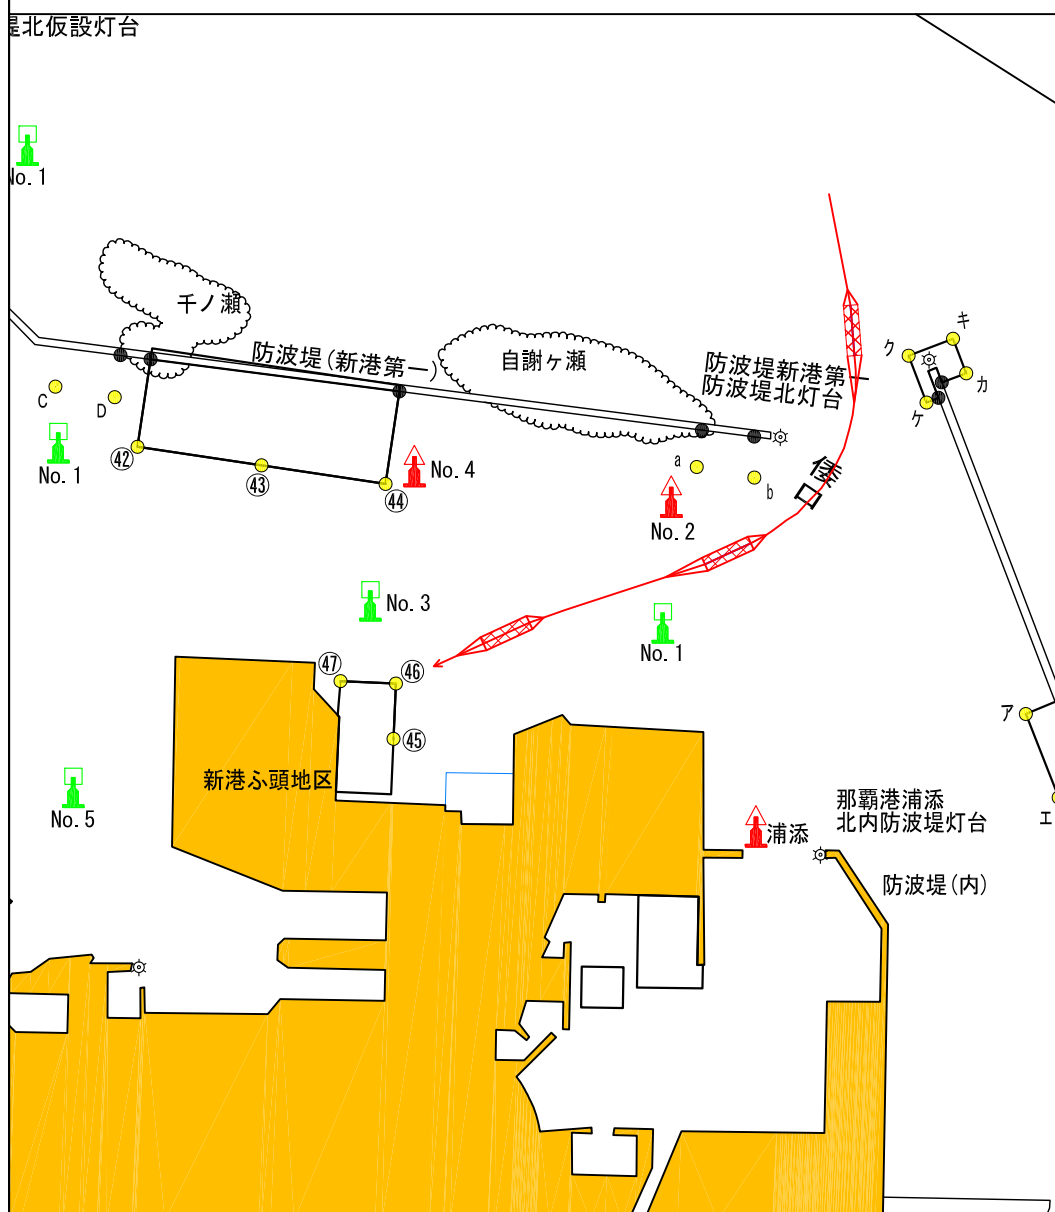 堤北仮設灯台
No.1
千ノ瀬
防波堤(新港第一)
自謝ヶ瀬
防波堤新港第一
防波堤北灯台
キ
ク
カ
ケ
C
D
No.1
㊷
㊸
㊹
No.4
a
b
No.2
倭口
No.3
No.1
㊼
㊻
㊺
ア
エ
新港ふ頭地区
No.5
浦添
那覇港浦添
北内防波堤灯台
防波堤(内)